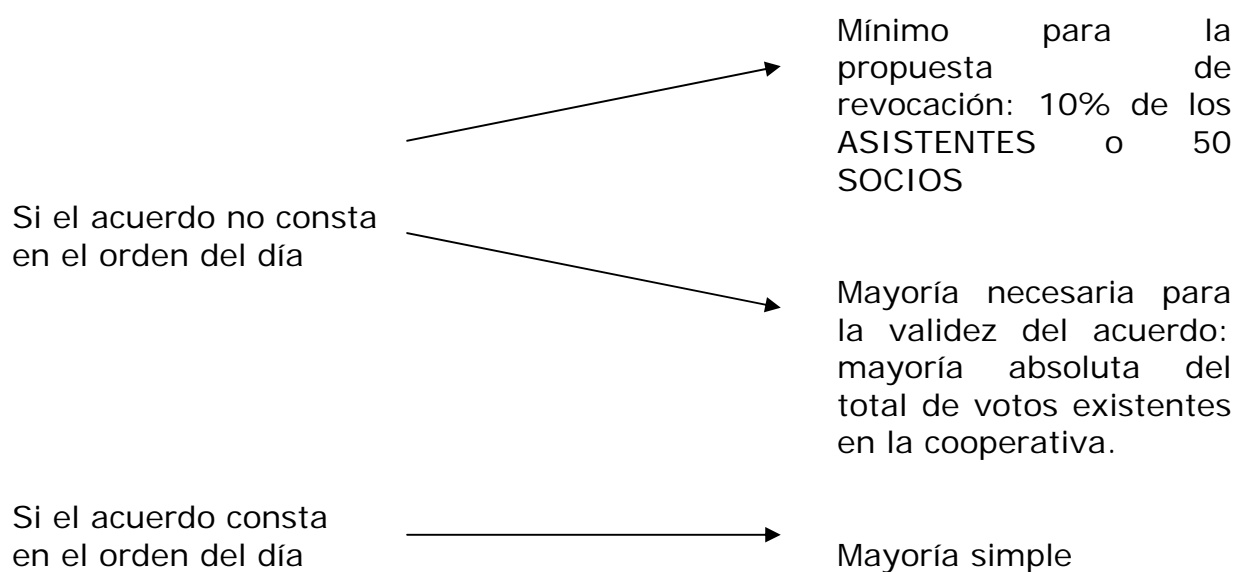 Mínimo para la
propuesta de
revocación: 10% de los
ASISTENTES o 50
SOCIOS
Si el acuerdo no consta
en el orden del día
Mayoría necesaria para
la validez del acuerdo:
mayoría absoluta del
total de votos existentes
en la cooperativa.
Si el acuerdo consta
en el orden del día
Mayoría simple